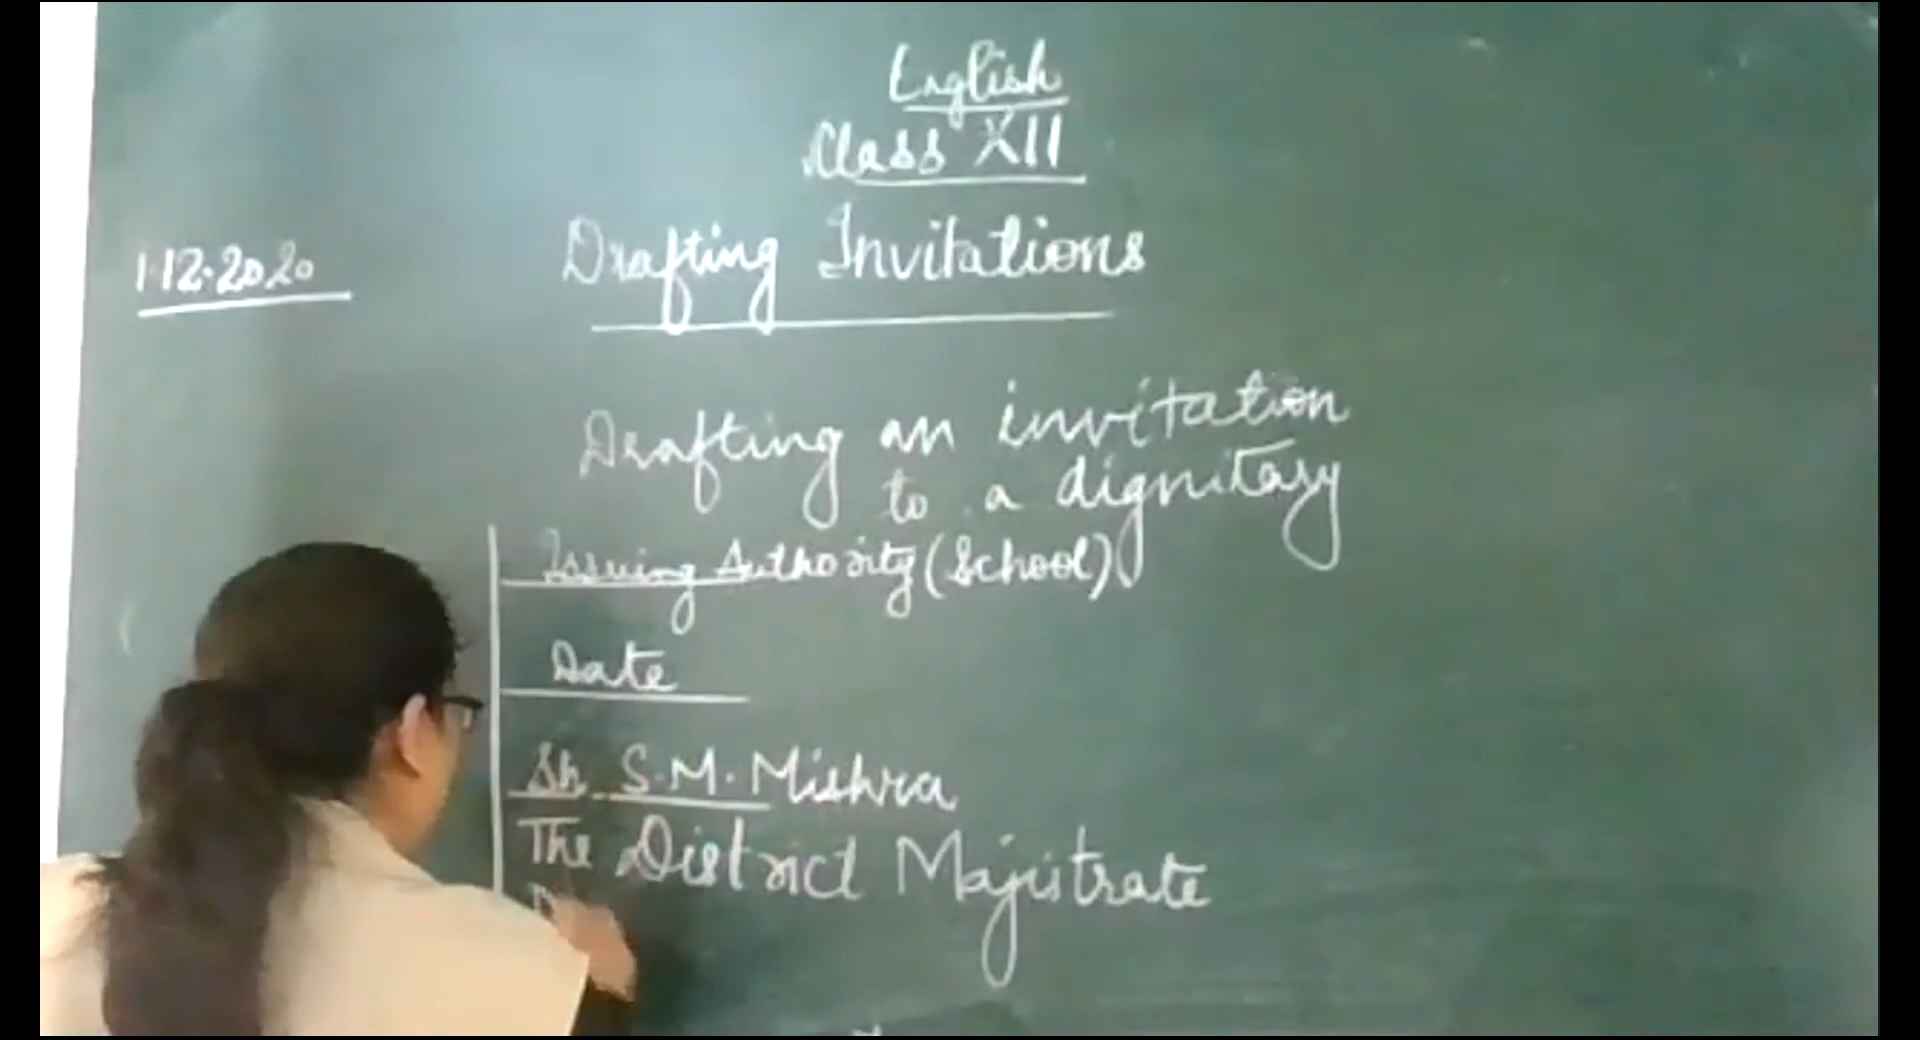 English
Class XII
1.12.2020
Drafting Invitations
Drafting an invitation
to a dignitary
Issuing Authority (School)
Date
Sh S.M. Mishra
The District Majistrate